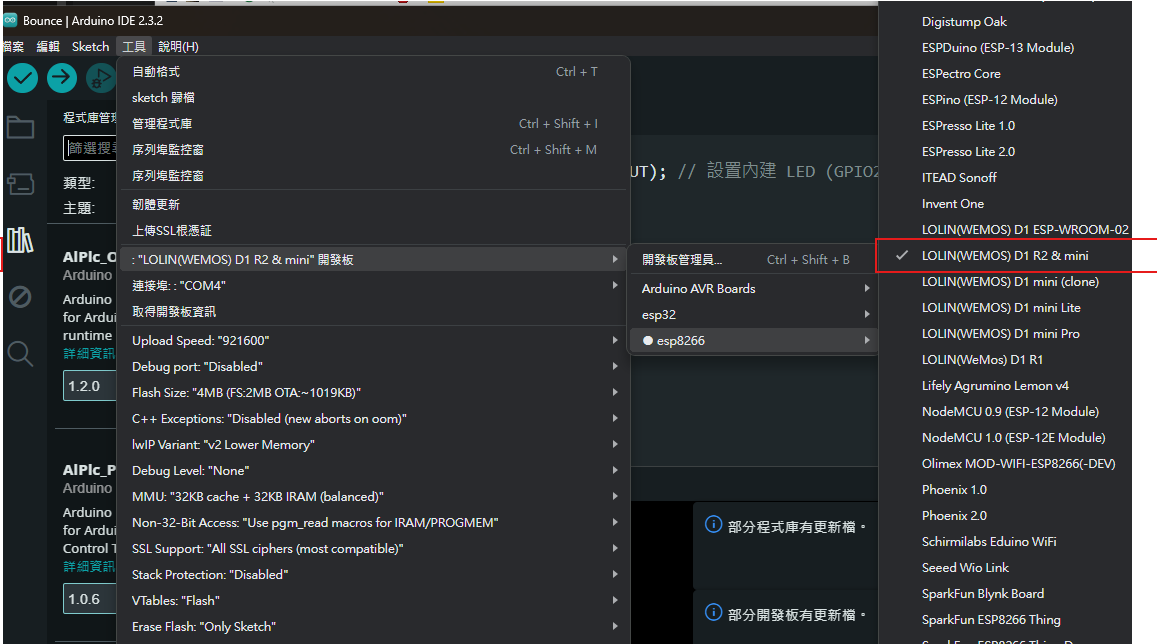 Bounce | Arduino IDE 2.3.2
檔案 編輯 Sketch 工具 說明(H)
自動格式 Ctrl + T
sketch 歸檔
管理程式庫 Ctrl + Shift + I
序列埠監控窗 Ctrl + Shift + M
序列埠監控窗
韌體更新
上傳SSL根憑証
: "LOLIN(WEMOS) D1 R2 & mini" 開發板
連接埠: : "COM4"
取得開發板資訊
Upload Speed: "921600"
Debug port: "Disabled"
Flash Size: "4MB (FS:2MB OTA:~1019KB)"
C++ Exceptions: "Disabled (new aborts on oom)"
lwIP Variant: "v2 Lower Memory"
Debug Level: "None"
MMU: "32KB cache + 32KB IRAM (balanced)"
Non-32-Bit Access: "Use pgm_read macros for IRAM/PROGMEM"
SSL Support: "All SSL ciphers (most compatible)"
Stack Protection: "Disabled"
VTables: "Flash"
Erase Flash: "Only Sketch"
程式庫管理
篩選搜尋
類型:
主題:
AlPlc_O
Arduino
Arduino
for Ardui
runtime
詳細資訊
1.2.0
AlPlc_P
Arduino
Arduino
for Ardui
Control T
詳細資訊
1.0.6
UT); // 設置內建 LED (GPIO2
開發板管理員... Ctrl + Shift + B
Arduino AVR Boards
esp32
esp8266
部分程式庫有更新檔。
部分開發板有更新檔。
Digistump Oak
ESPDuino (ESP-13 Module)
ESPectro Core
ESPino (ESP-12 Module)
ESPresso Lite 1.0
ESPresso Lite 2.0
ITEAD Sonoff
Invent One
LOLIN(WEMOS) D1 ESP-WROOM-02
✓ LOLIN(WEMOS) D1 R2 & mini
LOLIN(WEMOS) D1 mini (clone)
LOLIN(WEMOS) D1 mini Lite
LOLIN(WEMOS) D1 mini Pro
LOLIN(WeMos) D1 R1
Lifely Agrumino Lemon v4
NodeMCU 0.9 (ESP-12 Module)
NodeMCU 1.0 (ESP-12E Module)
Olimex MOD-WIFI-ESP8266(-DEV)
Phoenix 1.0
Phoenix 2.0
Schirmilabs Eduino WiFi
Seeed Wio Link
SparkFun Blynk Board
SparkFun ESP8266 Thing